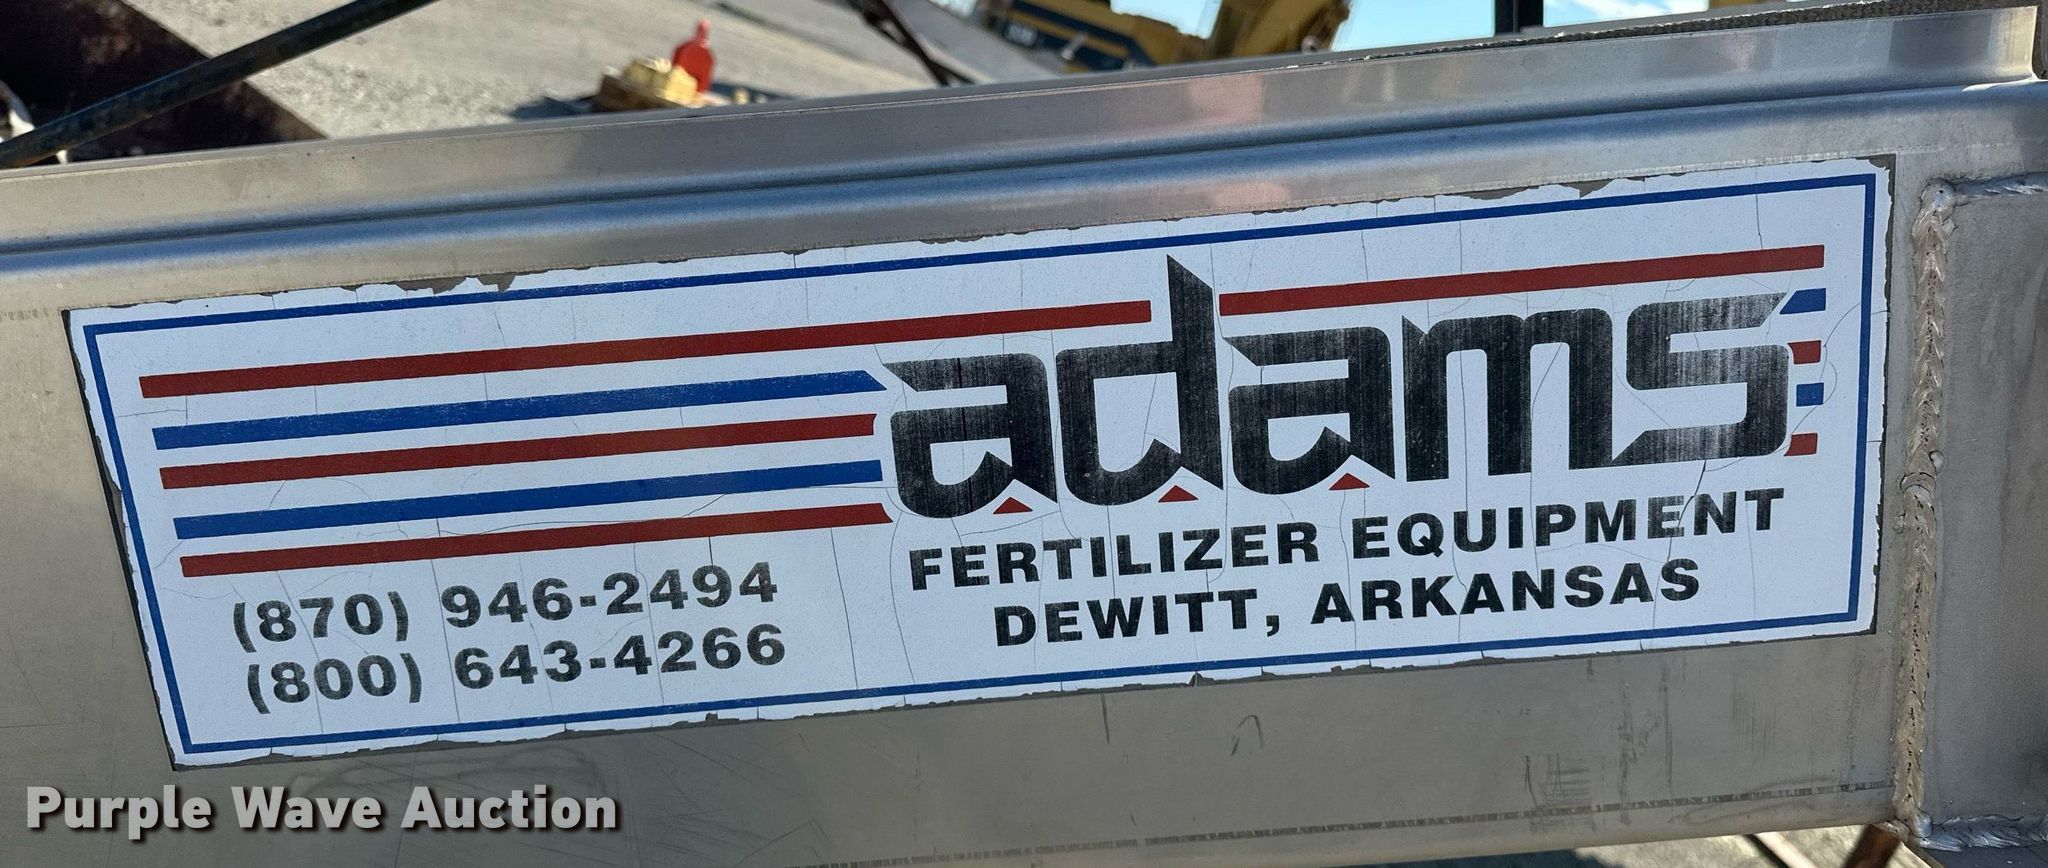 adams
FERTILIZER EQUIPMENT
DEWITT, ARKANSAS
(870) 946-2494
(800) 643-4266
Purple Wave Auction